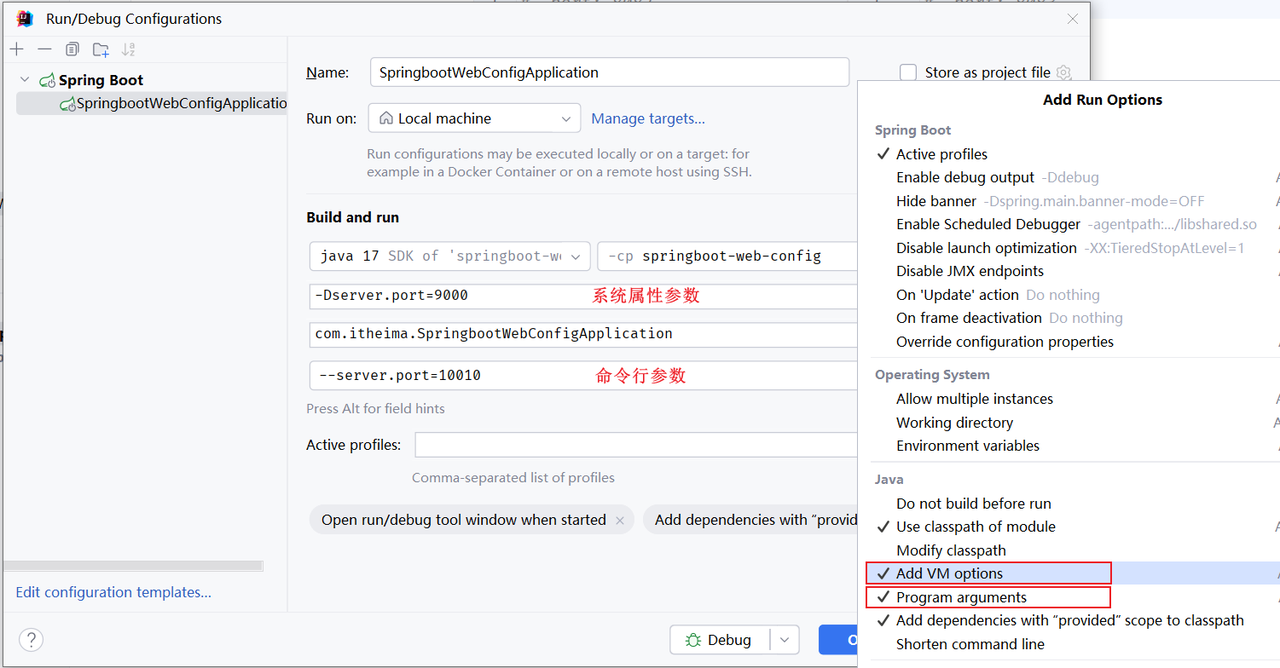 Run/Debug Configurations
Spring Boot
SpringbootWebConfigApplicatio
Edit configuration templates...
Name: SpringbootWebConfigApplication
Store as project file
Run on: Local machine Manage targets...
Run configurations may be executed locally or on a target: for
example in a Docker Container or on a remote host using SSH.
Build and run
java 17 SDK of 'springboot-we -cp springboot-web-config
-Dserver.port=9000 系统属性参数
com.itheima.SpringbootWebConfigApplication
--server.port=10010 命令行参数
Press Alt for field hints
Active profiles:
Comma-separated list of profiles
Open run/debug tool window when started × Add dependencies with “provid
? Debug O
Add Run Options
Spring Boot
Active profiles
Enable debug output -Ddebug
Hide banner -Dspring.main.banner-mode=OFF
Enable Scheduled Debugger -agentpath:.../libshared.so
Disable launch optimization -XX:TieredStopAtLevel=1
Disable JMX endpoints
On 'Update' action Do nothing
On frame deactivation Do nothing
Override configuration properties
Operating System
Allow multiple instances
Working directory
Environment variables
Java
Do not build before run
Use classpath of module
Modify classpath
Add VM options
Program arguments
Add dependencies with “provided” scope to classpath
Shorten command line